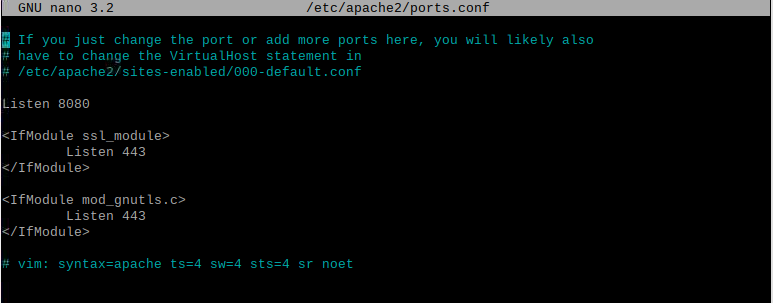 GNU nano 3.2 /etc/apache2/ports.conf
# If you just change the port or add more ports here, you will likely also
# have to change the VirtualHost statement in
# /etc/apache2/sites-enabled/000-default.conf
Listen 8080
<IfModule ssl_module>
Listen 443
</IfModule>
<IfModule mod_gnutls.c>
Listen 443
</IfModule>
# vim: syntax=apache ts=4 sw=4 sts=4 sr noet